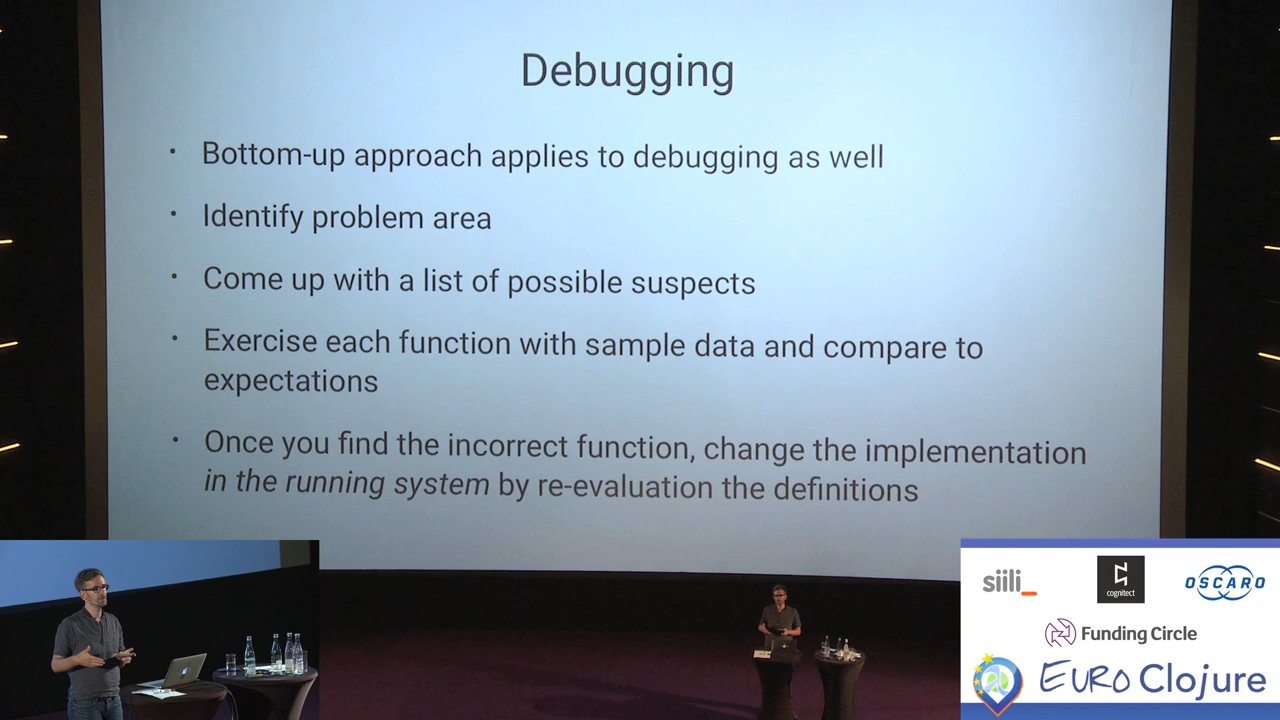 Debugging
• Bottom-up approach applies to debugging as well
• Identify problem area
• Come up with a list of possible suspects
• Exercise each function with sample data and compare to
expectations
• Once you find the incorrect function, change the implementation
in the running system by re-evaluation the definitions
siili_
cognitect
OSCARO
Funding Circle
EURO Clojure